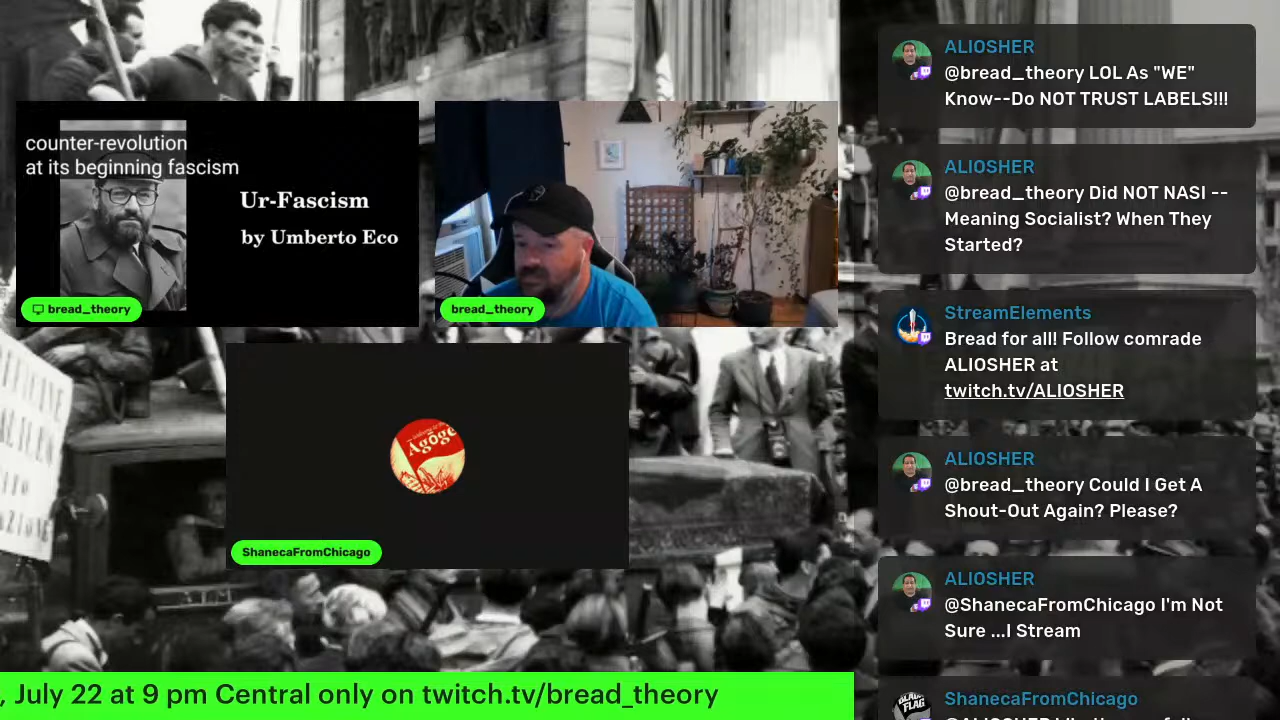 counter-revolution
at its beginning fascism
Ur-Fascism
by Umberto Eco
bread_theory
bread_theory
Agōge
ShanecaFromChicago
, July 22 at 9 pm Central only on twitch.tv/bread_theory
ALIOSHER
@bread_theory LOL As "WE"
Know--Do NOT TRUST LABELS!!!
ALIOSHER
@bread_theory Did NOT NASI --
Meaning Socialist? When They
Started?
StreamElements
Bread for all! Follow comrade
ALIOSHER at
twitch.tv/ALIOSHER
ALIOSHER
@bread_theory Could I Get A
Shout-Out Again? Please?
ALIOSHER
@ShanecaFromChicago I'm Not
Sure ...I Stream
FLAG
ShanecaFromChicago